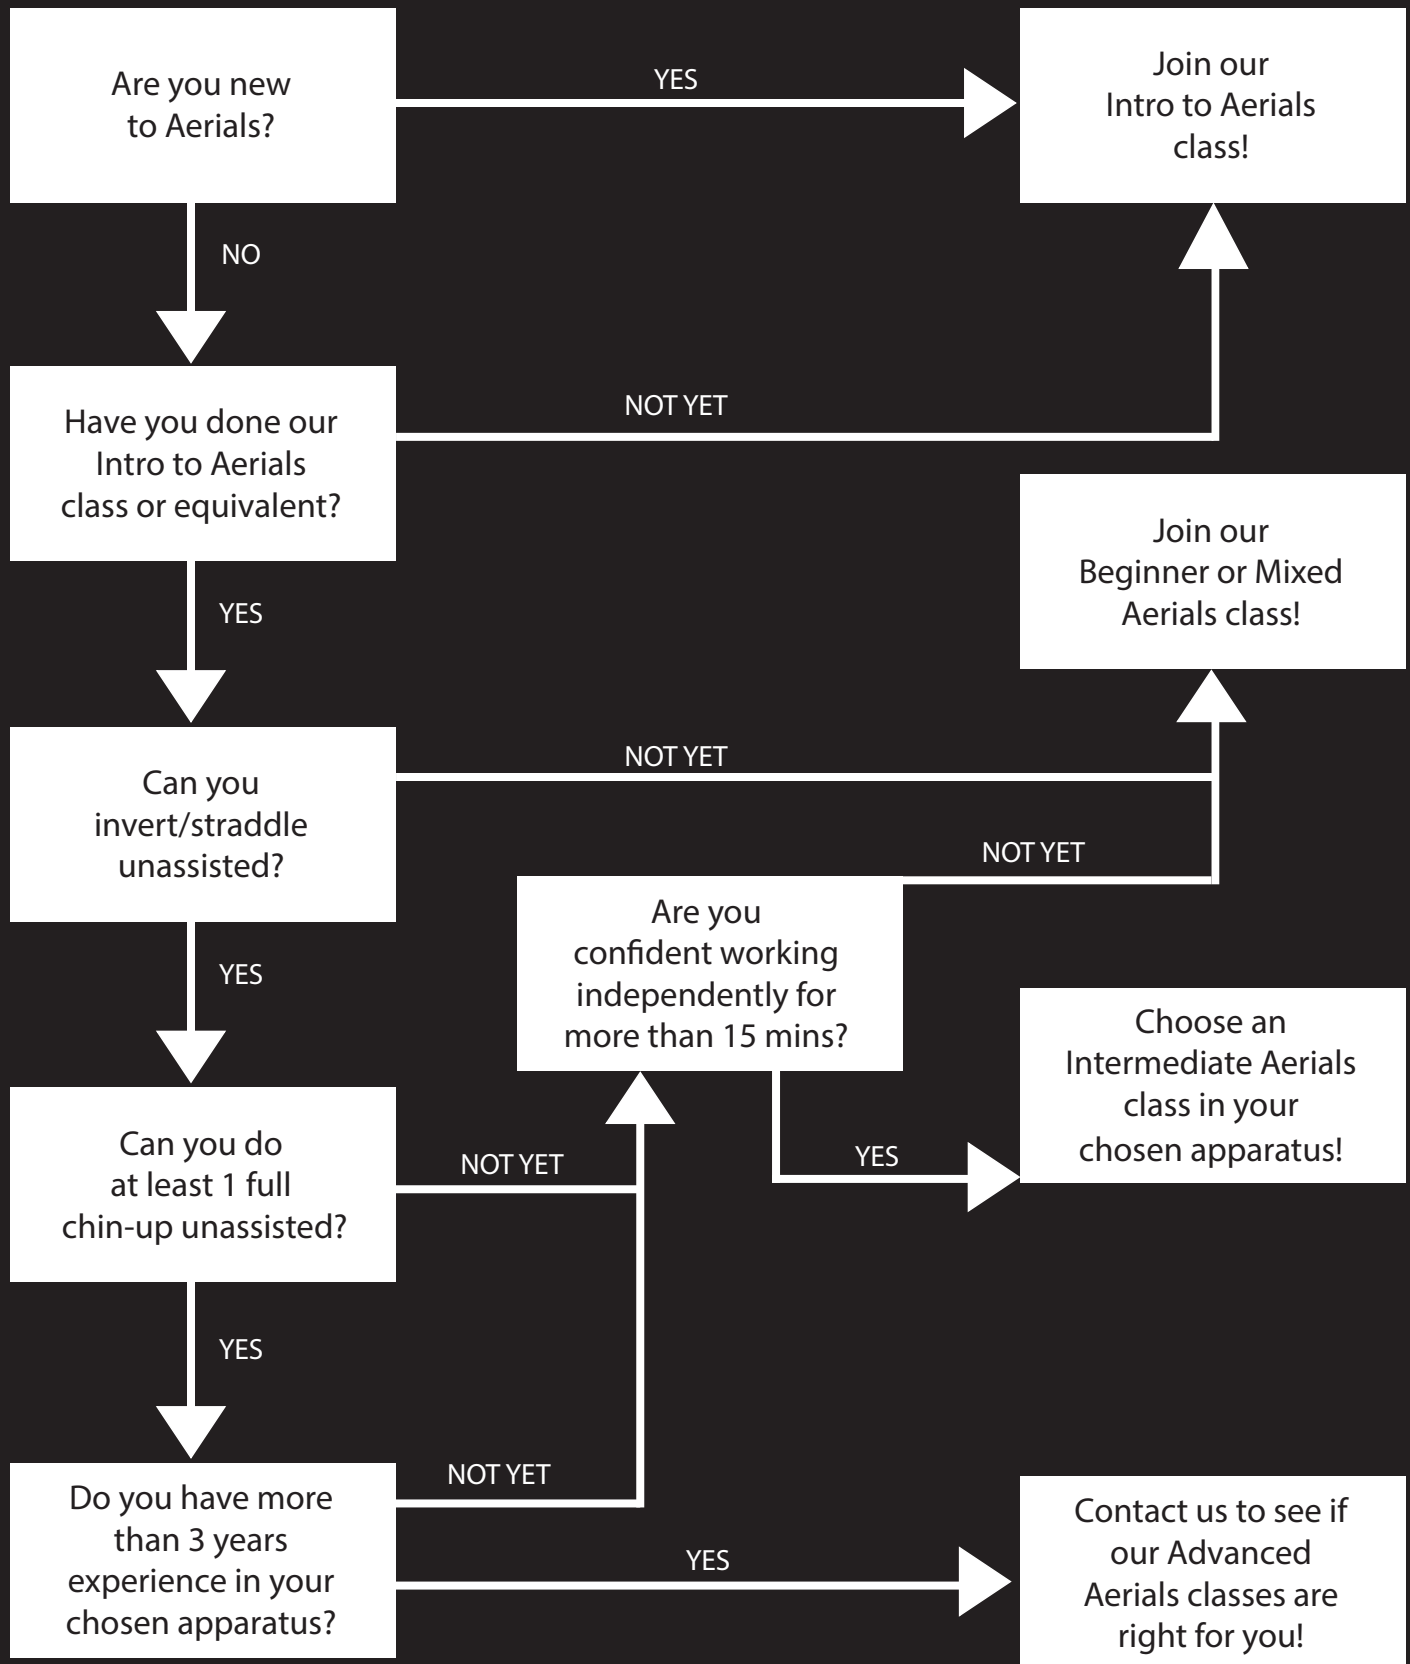 Are you new
to Aerials?
YES
Join our
Intro to Aerials
class!
NO
Have you done our
Intro to Aerials
class or equivalent?
NOT YET
Join our
Beginner or Mixed
Aerials class!
YES
Can you
invert/straddle
unassisted?
NOT YET
NOT YET
Are you
confident working
independently for
more than 15 mins?
YES
Choose an
Intermediate Aerials
class in your
chosen apparatus!
YES
Can you do
at least 1 full
chin-up unassisted?
NOT YET
YES
Do you have more
than 3 years
experience in your
chosen apparatus?
NOT YET
YES
Contact us to see if
our Advanced
Aerials classes are
right for you!